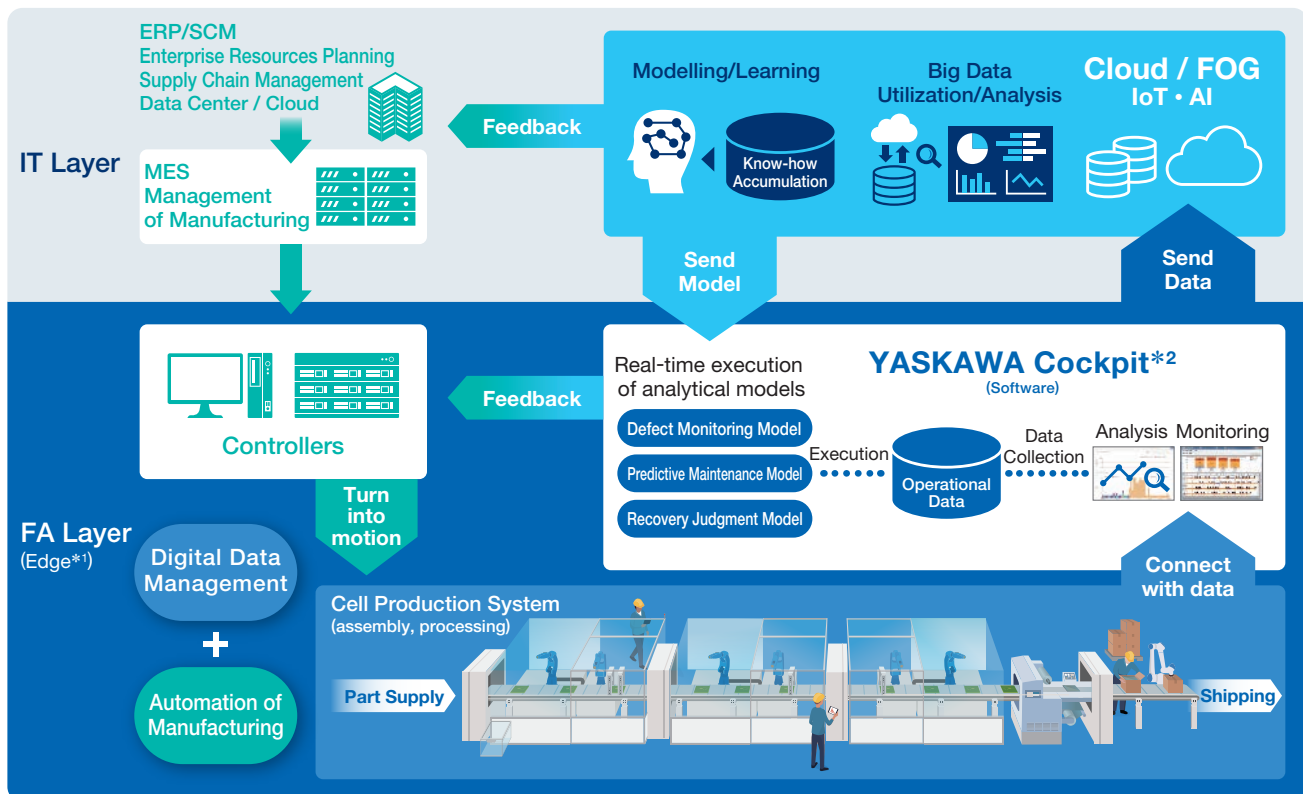 ERP/SCM
Enterprise Resources Planning
Supply Chain Management
Data Center / Cloud
IT Layer
MES
Management
of Manufacturing
Feedback
Modelling/Learning
Know-how
Accumulation
Big Data
Utilization/Analysis
Cloud / FOG
IoT・AI
Send
Model
Send
Data
Controllers
Feedback
Real-time execution
of analytical models
Defect Monitoring Model
Predictive Maintenance Model
Recovery Judgment Model
YASKAWA Cockpit*2
(Software)
Execution
Operational
Data
Data
Collection
Analysis
Monitoring
FA Layer
(Edge*1)
Turn
into
motion
Connect
with data
Digital Data
Management
+
Automation of
Manufacturing
Cell Production System
(assembly, processing)
Part Supply
Shipping